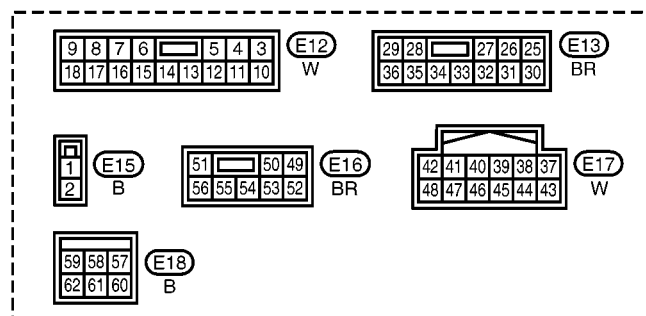 9 8 7 6 5 4 3 E12
18 17 16 15 14 13 12 11 10 W
29 28 27 26 25 E13
36 35 34 33 32 31 30 BR
1 E15
2 B
51 50 49 E16
56 55 54 53 52 BR
42 41 40 39 38 37 E17
48 47 46 45 44 43 W
59 58 57 E18
62 61 60 B